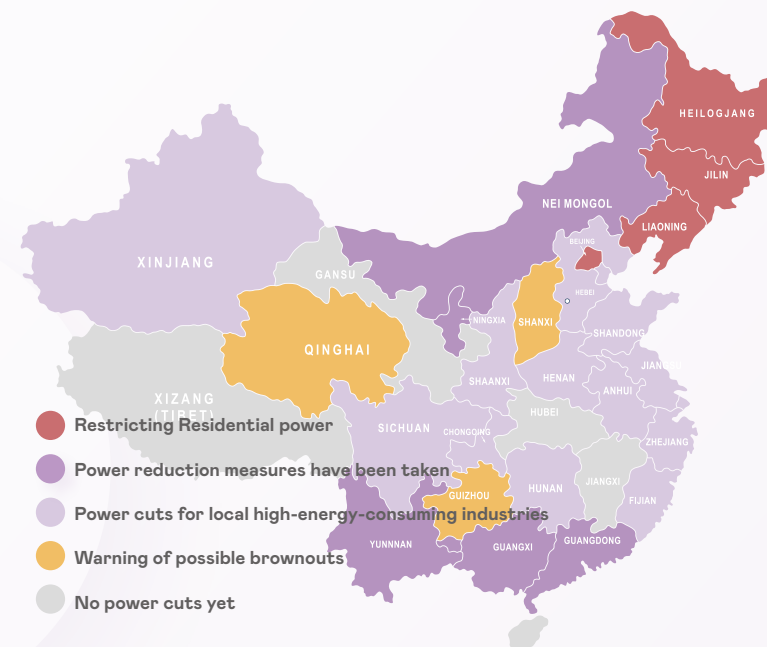 HEILOGJANG
JILIN
NEI MONGOL
LIAONING
BEIJING
XINJIANG
GANSU
HEBEI
NINGXIA
SHANXI
SHANDONG
QINGHAI
JIANGSU
SHAANXI
HENAN
ANHUI
XIZANG
(TIBET)
HUBEI
SICHUAN
CHONGQING
ZHEJIANG
Restricting Residential power
Power reduction measures have been taken
JIANGXI
HUNAN
GUIZHOU
FIJIAN
Power cuts for local high-energy-consuming industries
YUNNNAN
GUANGXI
GUANGDONG
Warning of possible brownouts
No power cuts yet